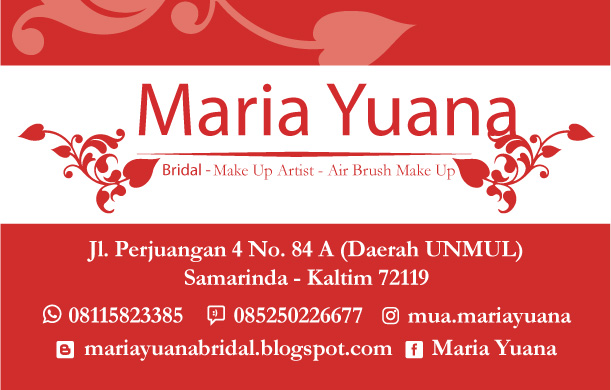 Maria Yuana
Bridal - Make Up Artist - Air Brush Make Up
Jl. Perjuangan 4 No. 84 A (Daerah UNMUL)
Samarinda - Kaltim 72119
08115823385 085250226677 mua.mariayuana
mariayuanabridal.blogspot.com Maria Yuana